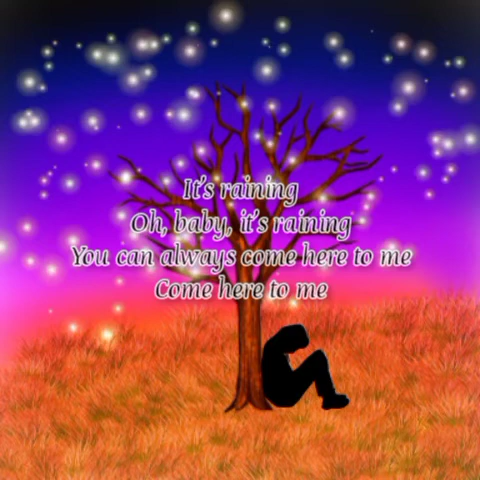 It's raining
Oh, baby, it's raining
You can always come here to me
Come here to me